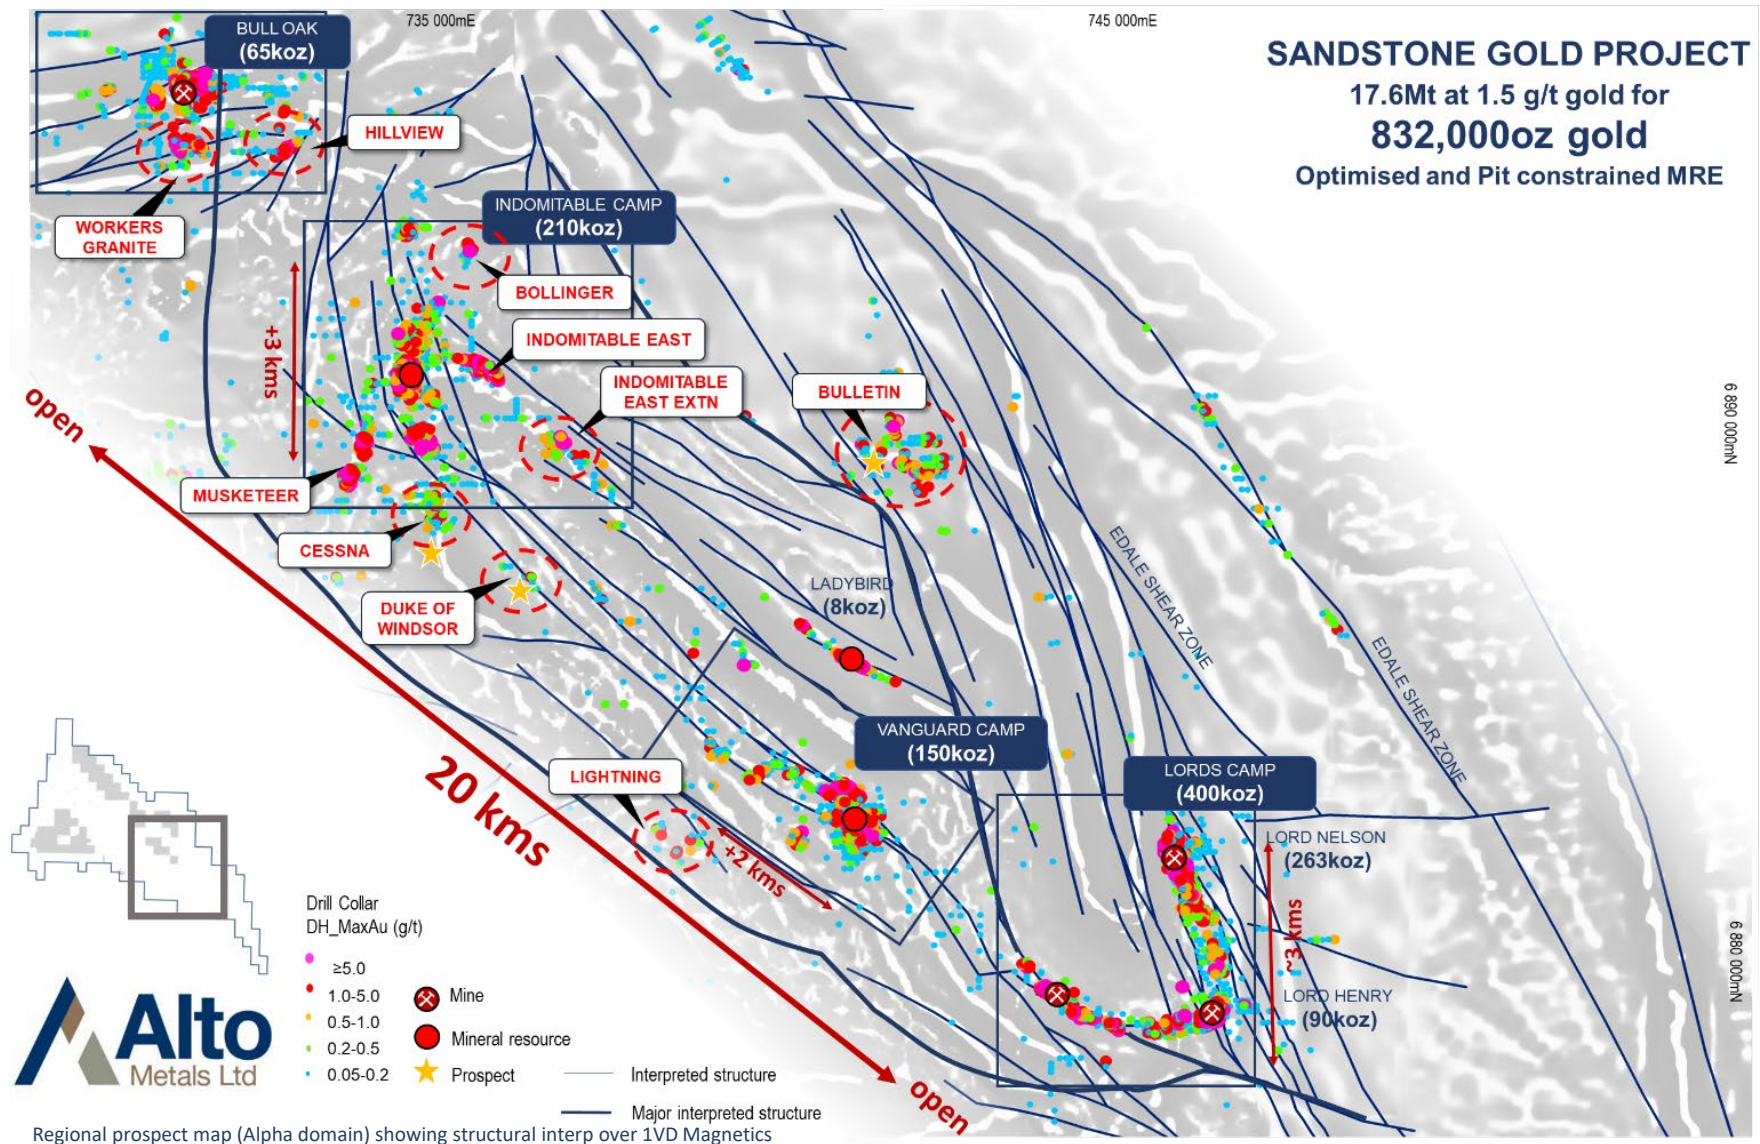 735 000mE
745 000mE
SANDSTONE GOLD PROJECT
17.6Mt at 1.5 g/t gold for
832,000oz gold
Optimised and Pit constrained MRE
BULL OAK
(65koz)
HILLVIEW
WORKERS
GRANITE
INDOMITABLE CAMP
(210koz)
BOLLINGER
INDOMITABLE EAST
INDOMITABLE
EAST EXTN
BULLETIN
+3 kms
open
6 890 000mN
MUSKETEER
CESSNA
DUKE OF
WINDSOR
LADYBIRD
(8koz)
EDALE SHEAR ZONE
EDALE SHEAR ZONE
VANGUARD CAMP
(150koz)
LIGHTNING
LORDS CAMP
(400koz)
20 kms
+2 kms
LORD NELSON
(263koz)
~3 kms
LORD HENRY
(90koz)
6 880 000mN
open
Drill Collar
DH_MaxAu (g/t)
≥5.0
1.0-5.0
0.5-1.0
0.2-0.5
0.05-0.2
Mine
Mineral resource
Prospect
Interpreted structure
Major interpreted structure
Alto
Metals Ltd
Regional prospect map (Alpha domain) showing structural interp over 1VD Magnetics